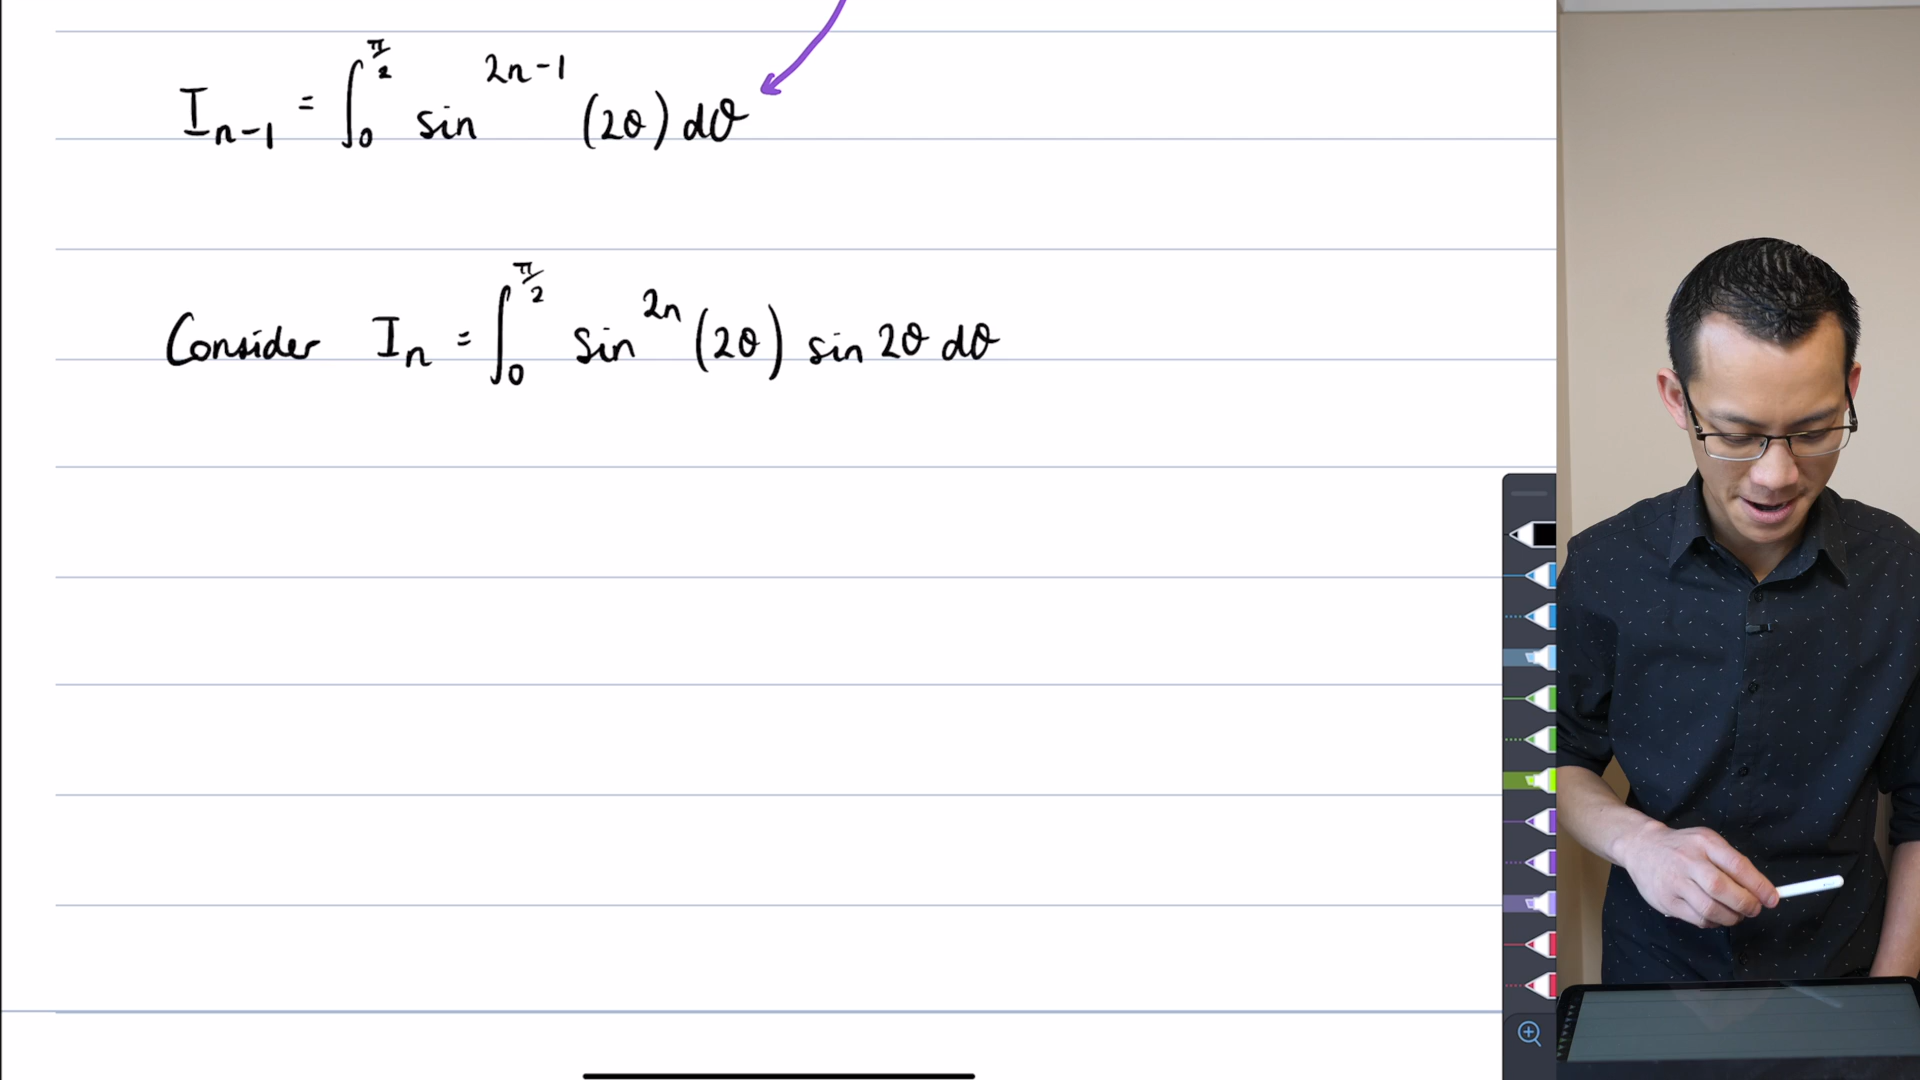 I_{n-1} = ∫_0^{π/2} sin^{2n-1} (2θ) dθ
Consider I_n = ∫_0^{π/2} sin^{2n} (2θ) sin 2θ dθ